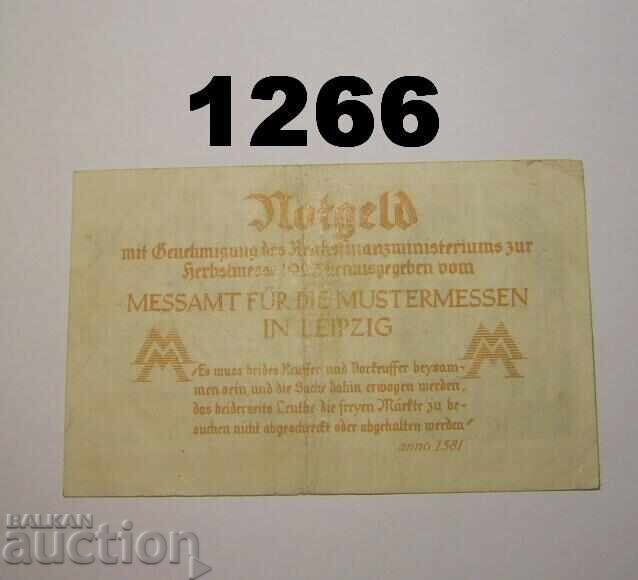 1266
Notgeld
mit Genehmigung des Reichsfinanzministeriums zur
Herbstmesse 1923 herausgegeben vom
MESSAMT FÜR DIE MUSTERMESSEN
IN LEIPZIG
MM MM
„Es muss beides Keuffer und Vorkeuffer beysam-
men sein, und die Sache dahin erwogen werden,
das beiderseits Leuthe die freyen Märkte zu be-
suchen nicht abgeschreckt oder abgehalten werden“
anno 1581
BALKAN
auction